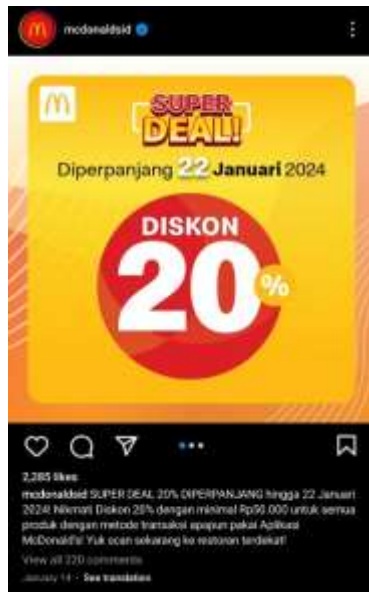 mcdonaldsid
SUPER
DEAL!
Diperpanjang 22 Januari 2024
DISKON
20%
2,285 likes
mcdonaldsid SUPER DEAL 20% DIPERPANJANG hingga 22 Januari
2024! Nikmati Diskon 20% dengan minimal Rp50.000 untuk semua
produk dengan metode transaksi apapun pakai Aplikasi
McDonald's! Yuk scan sekarang ke restoran terdekat!
View all 220 comments
January 14 · See translation